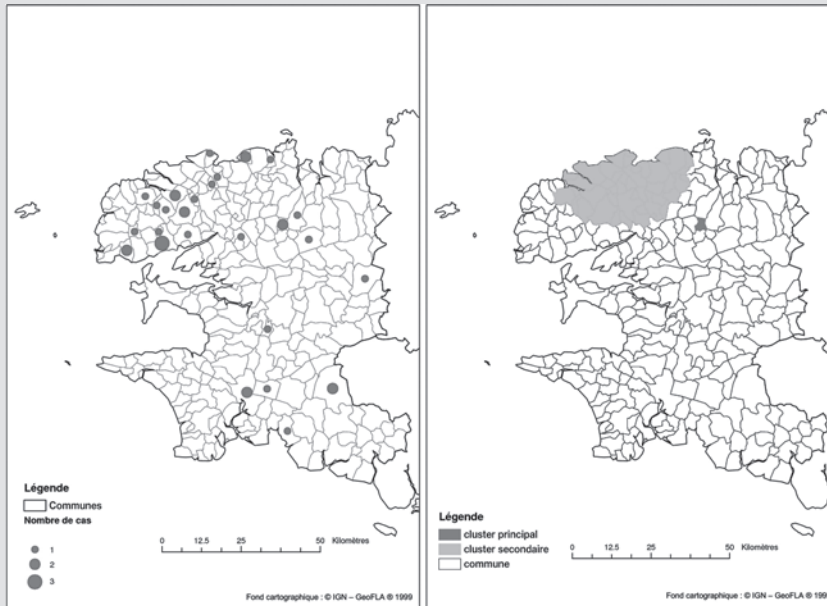 Légende
Communes
Nombre de cas
1
2
3
0 12.5 25 50 Kilomètres
Fond cartographique : © IGN – GeoFLA ® 1999
Légende
cluster principal
cluster secondaire
commune
0 12.5 25 50 Kilomètres
Fond cartographique : © IGN – GeoFLA ® 1999